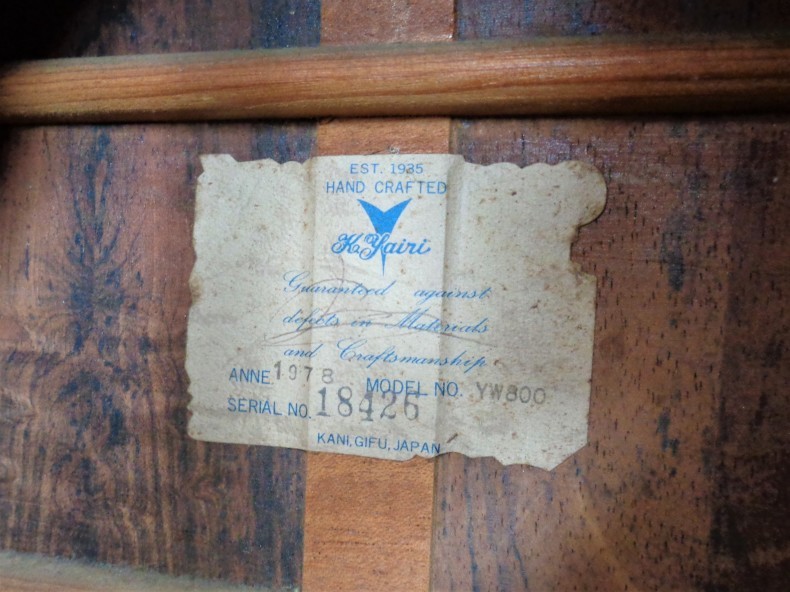 EST. 1935
HAND CRAFTED
K.Yairi
Guaranteed against
defects in Materials
and Craftsmanship
ANNE 1978 MODEL NO. YW800
SERIAL NO. 18426
KANI, GIFU, JAPAN